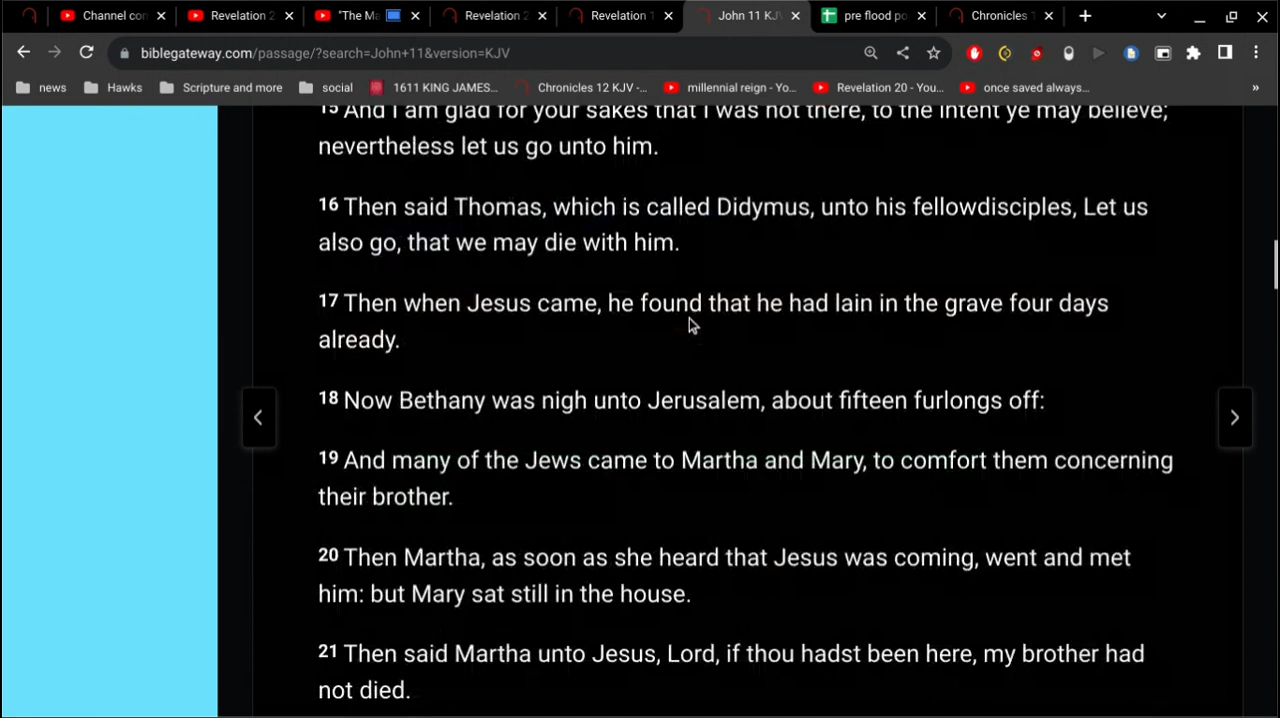 Channel con
Revelation 2
"The Ma
Revelation 2
Revelation 1
John 11 KJV
pre flood po
Chronicles 1
biblegateway.com/passage/?search=John+11&version=KJV
news
Hawks
Scripture and more
social
1611 KING JAMES...
Chronicles 12 KJV -...
millennial reign - Yo...
Revelation 20 - You...
once saved always...
»
15 And I am glad for your sakes that I was not there, to the intent ye may believe;
nevertheless let us go unto him.
16 Then said Thomas, which is called Didymus, unto his fellowdisciples, Let us
also go, that we may die with him.
17 Then when Jesus came, he found that he had lain in the grave four days
already.
18 Now Bethany was nigh unto Jerusalem, about fifteen furlongs off:
19 And many of the Jews came to Martha and Mary, to comfort them concerning
their brother.
20 Then Martha, as soon as she heard that Jesus was coming, went and met
him: but Mary sat still in the house.
21 Then said Martha unto Jesus, Lord, if thou hadst been here, my brother had
not died.